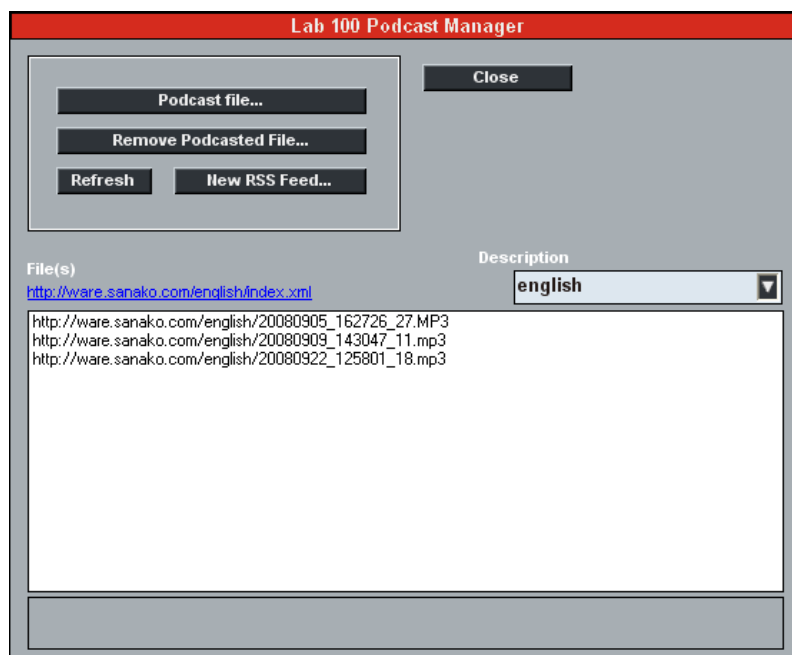 Lab 100 Podcast Manager
Podcast file...
Close
Remove Podcasted File...
Refresh
New RSS Feed...
File(s)
Description
http://ware.sanako.com/english/index.xml
english
http://ware.sanako.com/english/20080905_162726_27.MP3
http://ware.sanako.com/english/20080909_143047_11.mp3
http://ware.sanako.com/english/20080922_125801_18.mp3